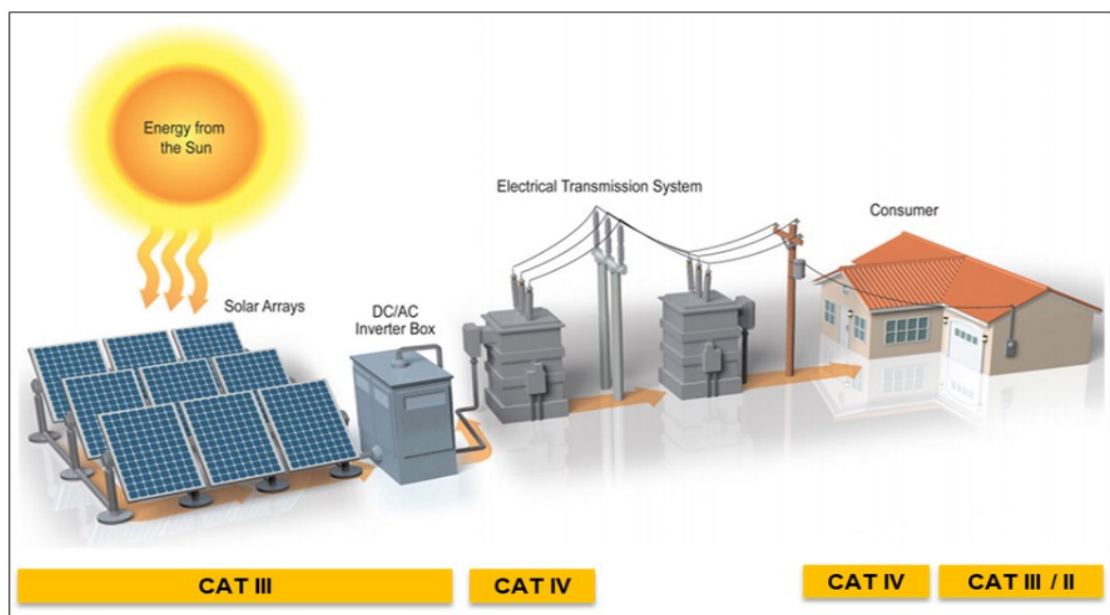 Energy from
the Sun
Electrical Transmission System
Consumer
Solar Arrays
DC/AC
Inverter Box
CAT III
CAT IV
CAT IV
CAT III / II